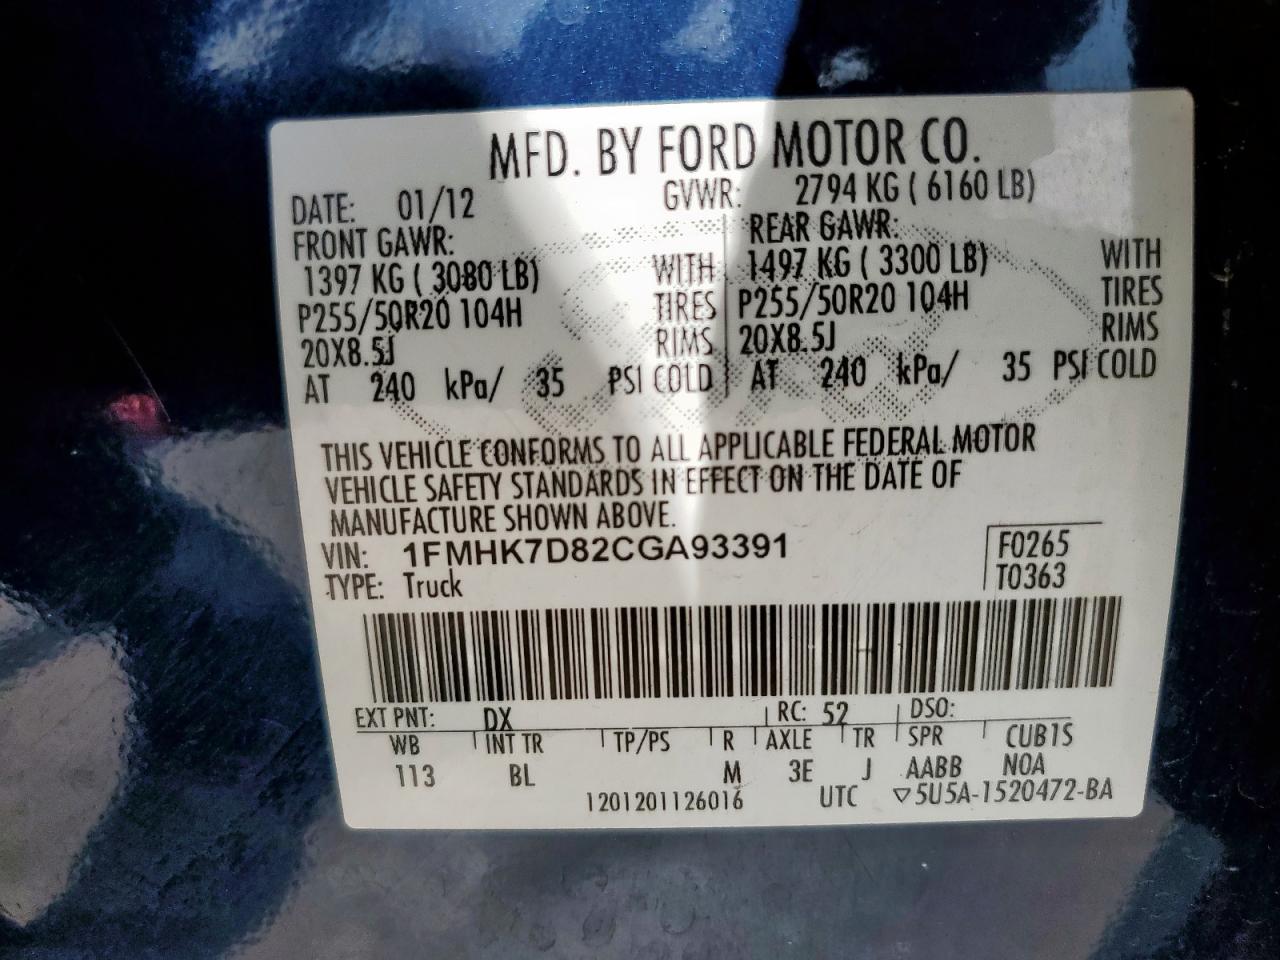 MFD. BY FORD MOTOR CO.
DATE: 01/12 GVWR: 2794 KG ( 6160 LB)
FRONT GAWR: REAR GAWR:
1397 KG ( 3080 LB) WITH 1497 KG ( 3300 LB) WITH
P255/50R20 104H TIRES P255/50R20 104H TIRES
20X8.5J RIMS 20X8.5J RIMS
AT 240 kPa/ 35 PSI COLD AT 240 kPa/ 35 PSI COLD
THIS VEHICLE CONFORMS TO ALL APPLICABLE FEDERAL MOTOR
VEHICLE SAFETY STANDARDS IN EFFECT ON THE DATE OF
MANUFACTURE SHOWN ABOVE.
VIN: 1FMHK7D82CGA93391 F0265
TYPE: Truck T0363
EXT PNT: DX RC: 52 DSO:
WB INT TR TP/PS R AXLE TR SPR CUB1S
113 BL M 3E J AABB NOA
1201201126016 UTC ▽5U5A-1520472-BA